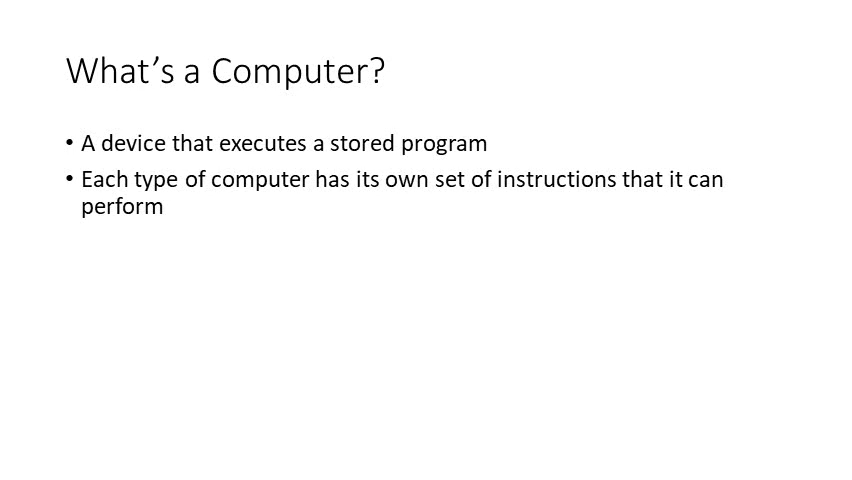 What’s a Computer?
• A device that executes a stored program
• Each type of computer has its own set of instructions that it can
perform